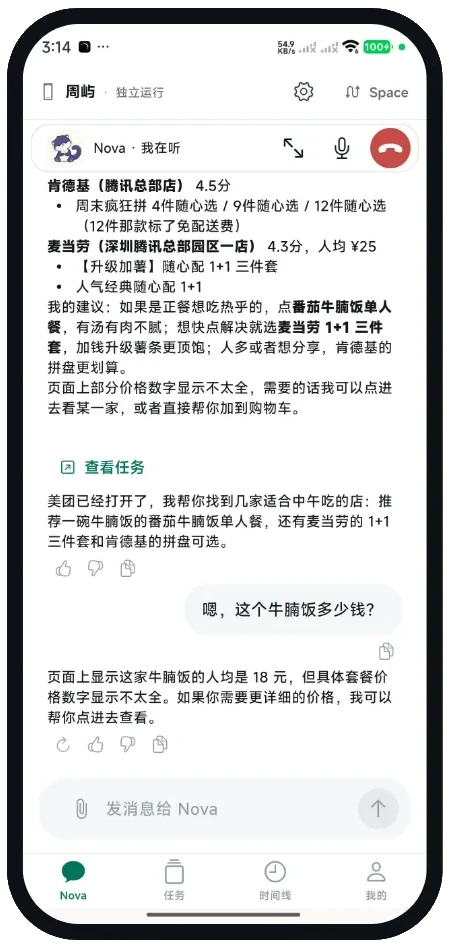 3:14 ···
54.9 KB/s 100+
周屿 · 独立运行 Space
Nova · 我在听
肯德基（腾讯总部店） 4.5分
• 周末疯狂拼 4件随心选 / 9件随心选 / 12件随心选
（12件那款标了免配送费）
麦当劳（深圳腾讯总部园区一店） 4.3分，人均 ¥25
• 【升级加薯】随心配 1+1 三件套
• 人气经典随心配 1+1
我的建议：如果是正餐想吃热乎的，点番茄牛腩饭单人
餐，有汤有肉不腻；想快点解决就选麦当劳 1+1 三件
套，加钱升级薯条更顶饱；人多或者想分享，肯德基的
拼盘更划算。
页面上部分价格数字显示不太全，需要的话我可以点进
去看某一家，或者直接帮你加到购物车。
查看任务
美团已经打开了，我帮你找到几家适合中午吃的店：推
荐一碗牛腩饭的番茄牛腩饭单人餐，还有麦当劳的 1+1
三件套和肯德基的拼盘可选。
嗯，这个牛腩饭多少钱？
页面上显示这家牛腩饭的人均是 18 元，但具体套餐价
格数字显示不太全。如果你需要更详细的价格，我可以
帮你点进去查看。
发消息给 Nova
Nova 任务 时间线 我的